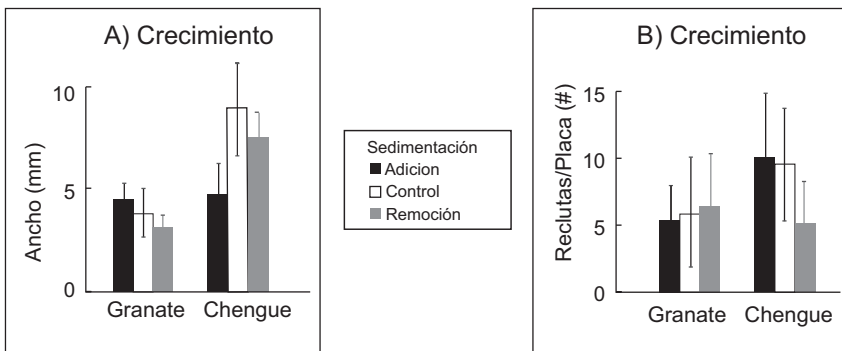 A) Crecimiento
Ancho (mm)
10
5
0
Granate Chengue
Sedimentación
Adicion
Control
Remoción
B) Crecimiento
Reclutas/Placa (#)
15
10
5
0
Granate Chengue